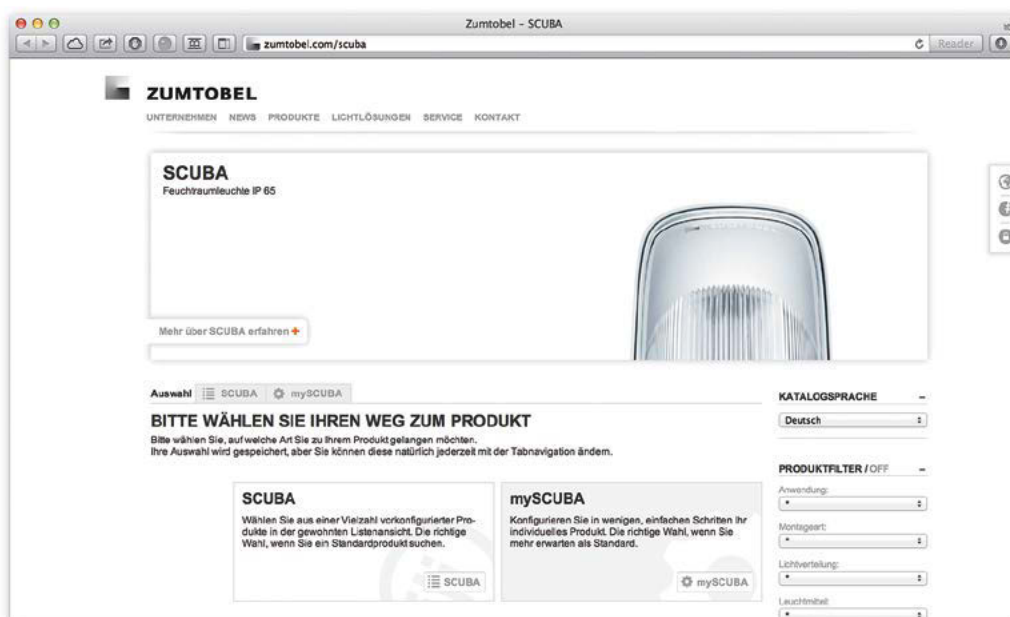 Zumtobel – SCUBA
zumtobel.com/scuba
Reader
ZUMTOBEL
UNTERNEHMEN NEWS PRODUKTE LICHTLÖSUNGEN SERVICE KONTAKT
SCUBA
Feuchtraumleuchte IP 65
Mehr über SCUBA erfahren +
Auswahl SCUBA mySCUBA
BITTE WÄHLEN SIE IHREN WEG ZUM PRODUKT
Bitte wählen Sie, auf welche Art Sie zu Ihrem Produkt gelangen möchten.
Ihre Auswahl wird gespeichert, aber Sie können diese natürlich jederzeit mit der Tabnavigation ändern.
SCUBA
Wählen Sie aus einer Vielzahl vorkonfigurierter Pro-
dukte in der gewohnten Listenansicht. Die richtige
Wahl, wenn Sie ein Standardprodukt suchen.
SCUBA
mySCUBA
Konfigurieren Sie in wenigen, einfachen Schritten Ihr
individuelles Produkt. Die richtige Wahl, wenn Sie
mehr erwarten als Standard.
mySCUBA
KATALOGSPRACHE –
Deutsch
PRODUKTFILTER / OFF –
Anwendung:
*
Montageart:
*
Lichtverteilung:
*
Leuchtmittel:
*